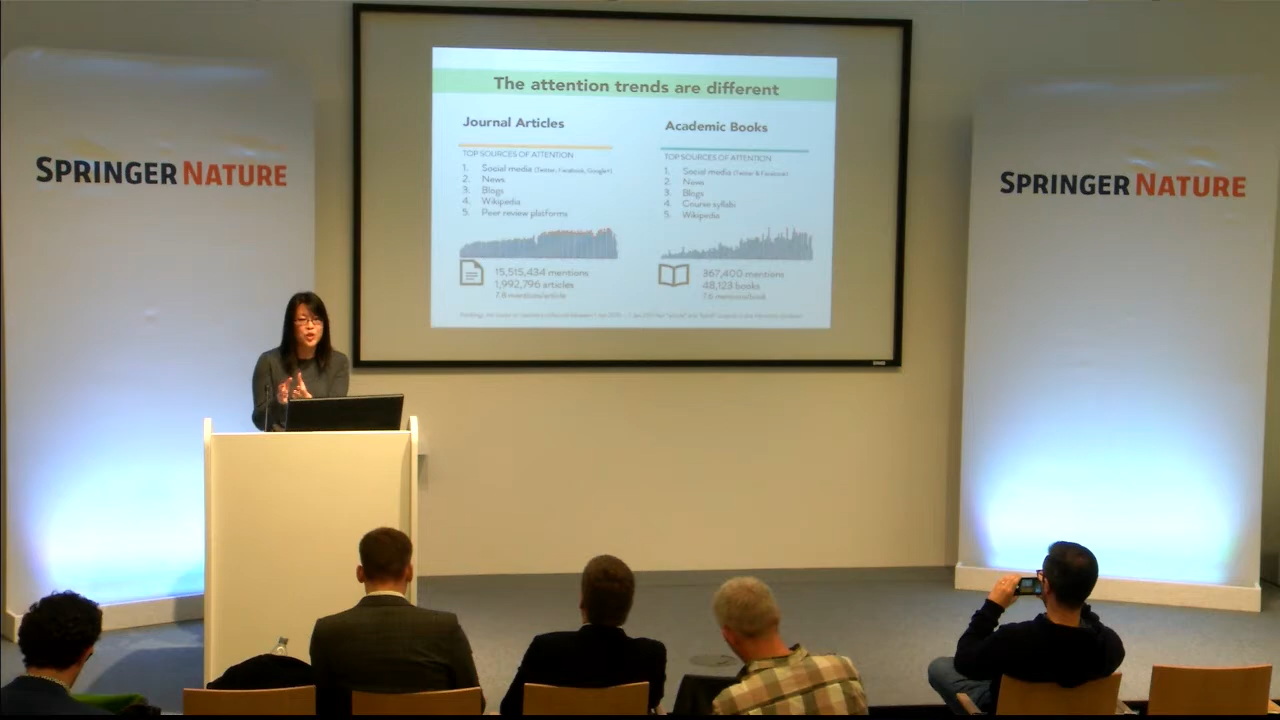 SPRINGER NATURE
The attention trends are different
Journal Articles
TOP SOURCES OF ATTENTION
1. Social media (Twitter, Facebook, Google+)
2. News
3. Blogs
4. Wikipedia
5. Peer review platforms
15,515,434 mentions
1,992,796 articles
7.8 mentions/article
Academic Books
TOP SOURCES OF ATTENTION
1. Social media (Twitter & Facebook)
2. News
3. Blogs
4. Course syllabi
5. Wikipedia
367,400 mentions
48,123 books
7.6 mentions/book
SPRINGER NATURE